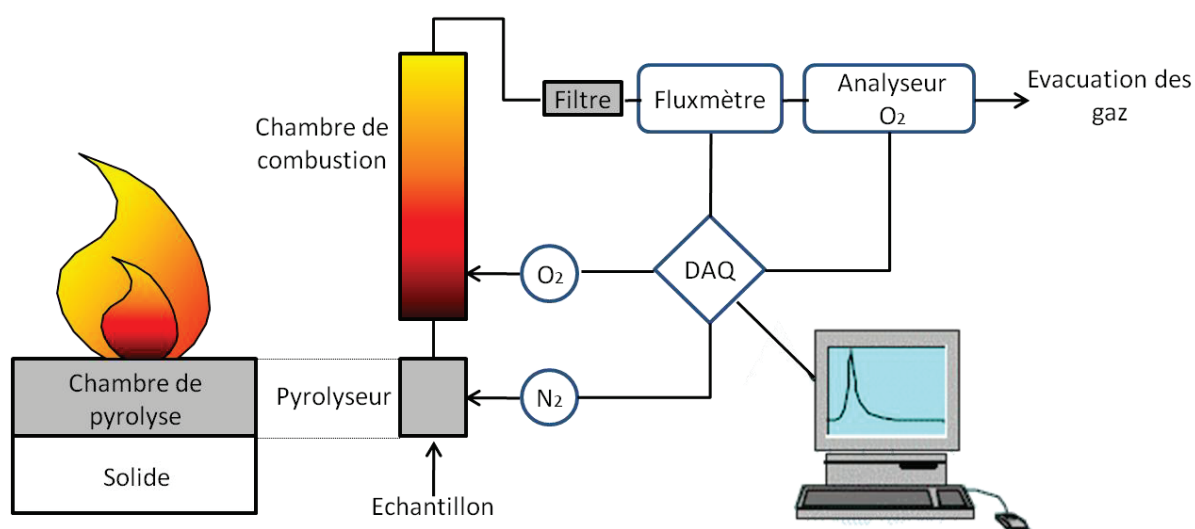 Filtre
Fluxmètre
Analyseur
O₂
Evacuation des
gaz
Chambre de
combustion
O₂
DAQ
Chambre de
pyrolyse
Pyrolyseur
N₂
Solide
Echantillon